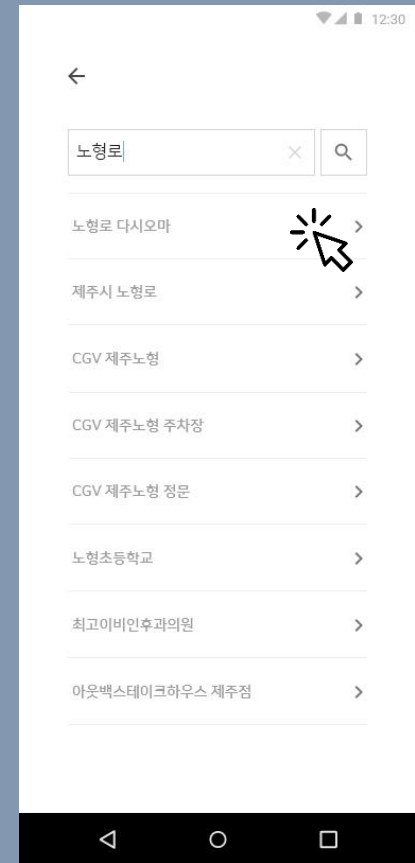 12:30
노형로
노형로 다시오마
제주시 노형로
CGV 제주노형
CGV 제주노형 주차장
CGV 제주노형 정문
노형초등학교
최고이비인후과의원
아웃백스테이크하우스 제주점